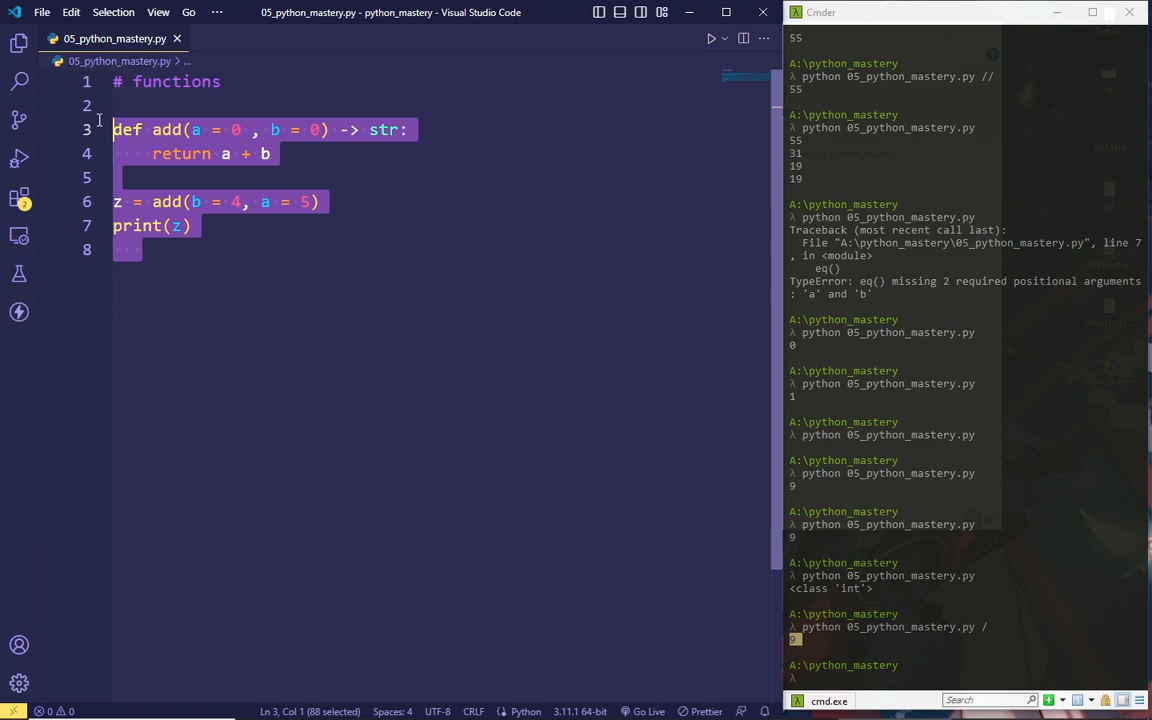 File Edit Selection View Go ··· 05_python_mastery.py - python_mastery - Visual Studio Code
05_python_mastery.py
05_python_mastery.py > ...
1 # functions
2
3 def add(a = 0 , b = 0) -> str:
4 return a + b
5
6 z = add(b = 4, a = 5)
7 print(z)
8
2
0 0 Ln 3, Col 1 (88 selected) Spaces: 4 UTF-8 CRLF Python 3.11.1 64-bit Go Live Prettier
Cmder
55
A:\python_mastery
λ python 05_python_mastery.py //
55
A:\python_mastery
λ python 05_python_mastery.py
55
31
19
19
A:\python_mastery
λ python 05_python_mastery.py
Traceback (most recent call last):
File "A:\python_mastery\05_python_mastery.py", line 7
, in <module>
eq()
TypeError: eq() missing 2 required positional arguments
: 'a' and 'b'
A:\python_mastery
λ python 05_python_mastery.py
0
A:\python_mastery
λ python 05_python_mastery.py
1
A:\python_mastery
λ python 05_python_mastery.py
A:\python_mastery
λ python 05_python_mastery.py
9
A:\python_mastery
λ python 05_python_mastery.py
9
A:\python_mastery
λ python 05_python_mastery.py
<class 'int'>
A:\python_mastery
λ python 05_python_mastery.py /
9
A:\python_mastery
λ
cmd.exe Search